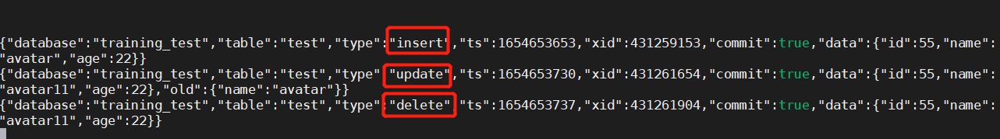 {"database":"training_test","table":"test","type":"insert","ts":1654653653,"xid":431259153,"commit":true,"data":{"id":55,"name":
"avatar","age":22}}
{"database":"training_test","table":"test","type":"update","ts":1654653730,"xid":431261654,"commit":true,"data":{"id":55,"name":
"avatar11","age":22},"old":{"name":"avatar"}}
{"database":"training_test","table":"test","type":"delete","ts":1654653737,"xid":431261904,"commit":true,"data":{"id":55,"name":
"avatar11","age":22}}